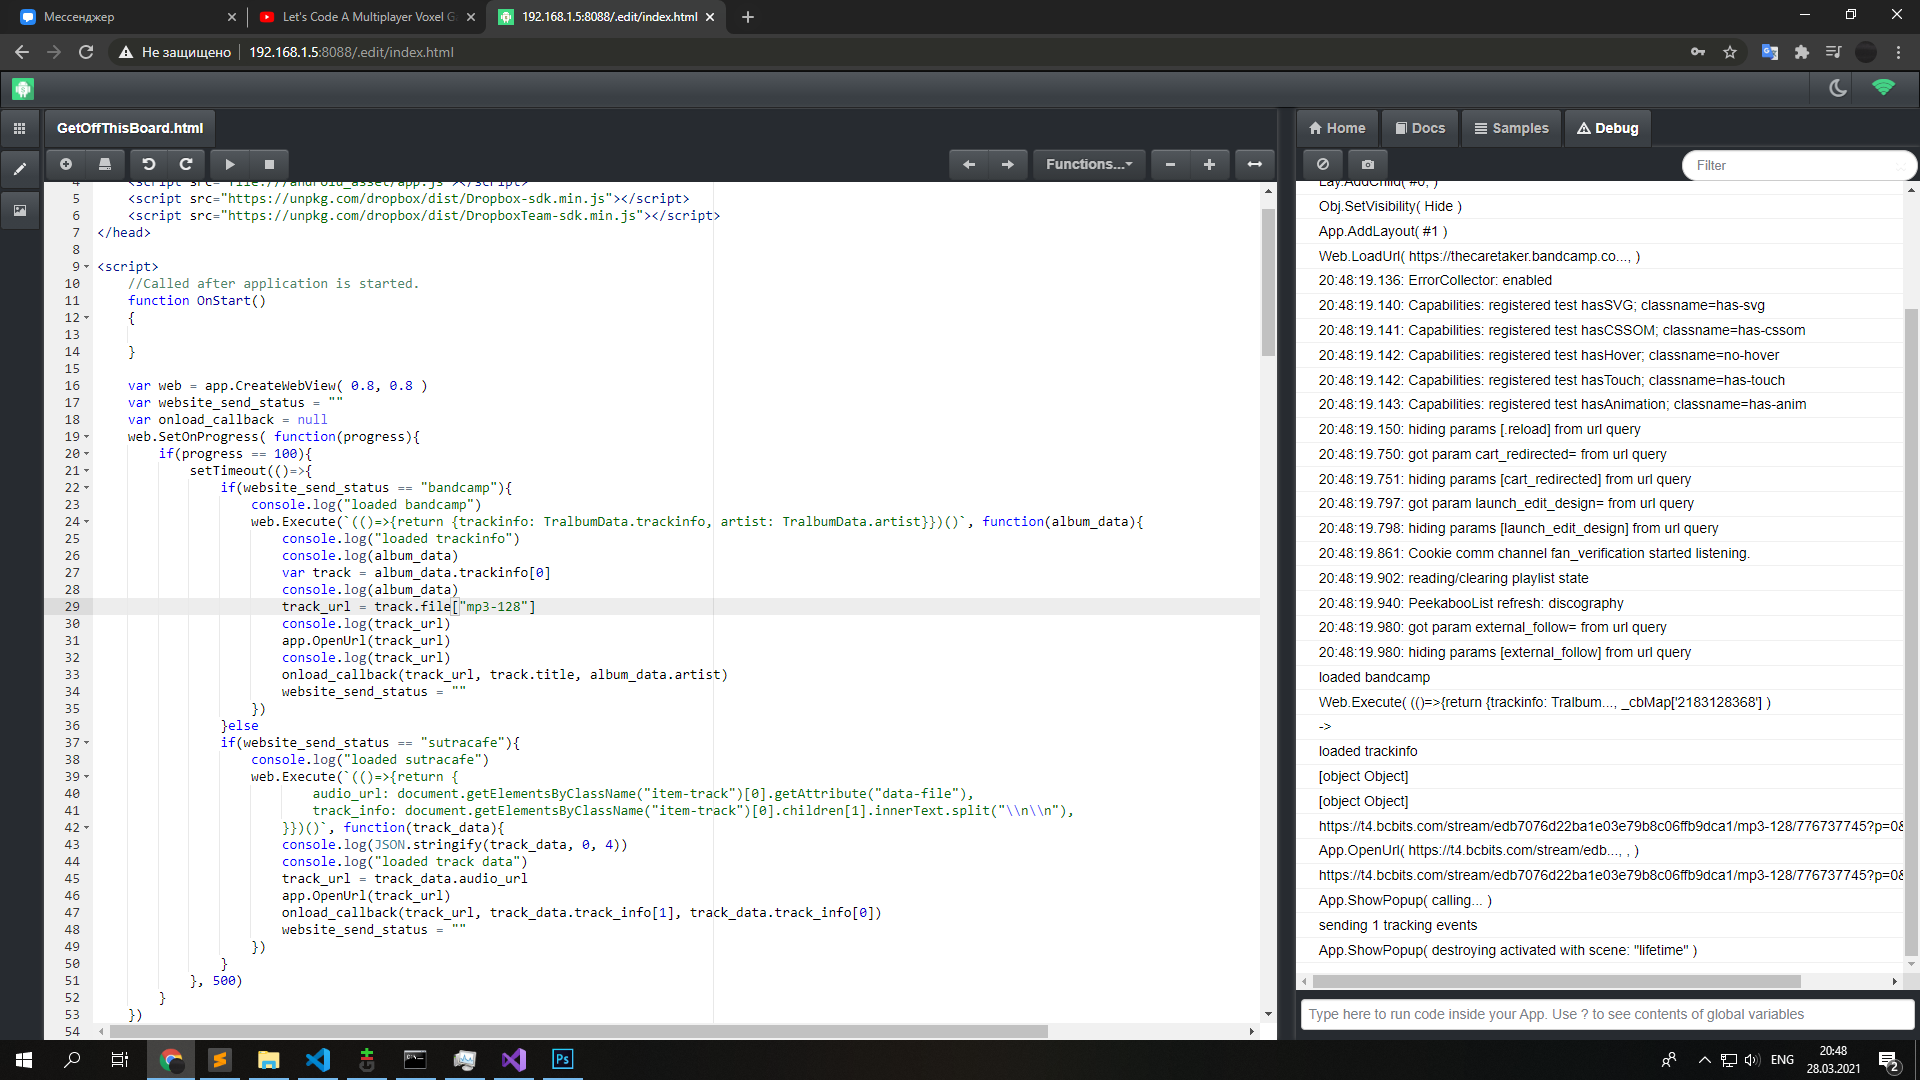 Мессенджер
Let's Code A Multiplayer Voxel G
192.168.1.5:8088/.edit/index.html
Не защищено
192.168.1.5:8088/.edit/index.html
GetOffThisBoard.html
Home
Docs
Samples
Debug
Functions...
Filter
4 <script src="file:///android_asset/app.js"></script>
5 <script src="https://unpkg.com/dropbox/dist/Dropbox-sdk.min.js"></script>
6 <script src="https://unpkg.com/dropbox/dist/DropboxTeam-sdk.min.js"></script>
7 </head>
8
9 <script>
10 //Called after application is started.
11 function OnStart()
12 {
13
14 }
15
16 var web = app.CreateWebView( 0.8, 0.8 )
17 var website_send_status = ""
18 var onload_callback = null
19 web.SetOnProgress( function(progress){
20 if(progress == 100){
21 setTimeout(()=>{
22 if(website_send_status == "bandcamp"){
23 console.log("loaded bandcamp")
24 web.Execute(`(()=>{return {trackinfo: TralbumData.trackinfo, artist: TralbumData.artist}})()`, function(album_data){
25 console.log("loaded trackinfo")
26 console.log(album_data)
27 var track = album_data.trackinfo[0]
28 console.log(album_data)
29 track_url = track.file["mp3-128"]
30 console.log(track_url)
31 app.OpenUrl(track_url)
32 console.log(track_url)
33 onload_callback(track_url, track.title, album_data.artist)
34 website_send_status = ""
35 })
36 }else
37 if(website_send_status == "sutracafe"){
38 console.log("loaded sutracafe")
39 web.Execute(`(()=>{return {
40 audio_url: document.getElementsByClassName("item-track")[0].getAttribute("data-file"),
41 track_info: document.getElementsByClassName("item-track")[0].children[1].innerText.split("\\n\\n"),
42 }})()`, function(track_data){
43 console.log(JSON.stringify(track_data, 0, 4))
44 console.log("loaded track data")
45 track_url = track_data.audio_url
46 app.OpenUrl(track_url)
47 onload_callback(track_url, track_data.track_info[1], track_data.track_info[0])
48 website_send_status = ""
49 })
50 }
51 }, 500)
52 }
53 })
54
Lay.AddChild( #0, )
Obj.SetVisibility( Hide )
App.AddLayout( #1 )
Web.LoadUrl( https://thecaretaker.bandcamp.co..., )
20:48:19.136: ErrorCollector: enabled
20:48:19.140: Capabilities: registered test hasSVG; classname=has-svg
20:48:19.141: Capabilities: registered test hasCSSOM; classname=has-cssom
20:48:19.142: Capabilities: registered test hasHover; classname=no-hover
20:48:19.142: Capabilities: registered test hasTouch; classname=has-touch
20:48:19.143: Capabilities: registered test hasAnimation; classname=has-anim
20:48:19.150: hiding params [.reload] from url query
20:48:19.750: got param cart_redirected= from url query
20:48:19.751: hiding params [cart_redirected] from url query
20:48:19.797: got param launch_edit_design= from url query
20:48:19.798: hiding params [launch_edit_design] from url query
20:48:19.861: Cookie comm channel fan_verification started listening.
20:48:19.902: reading/clearing playlist state
20:48:19.940: PeekabooList refresh: discography
20:48:19.980: got param external_follow= from url query
20:48:19.980: hiding params [external_follow] from url query
loaded bandcamp
Web.Execute( (()=>{return {trackinfo: Tralbum..., _cbMap['2183128368'] )
->
loaded trackinfo
[object Object]
[object Object]
https://t4.bcbits.com/stream/edb7076d22ba1e03e79b8c06ffb9dca1/mp3-128/776737745?p=0&
App.OpenUrl( https://t4.bcbits.com/stream/edb..., , )
https://t4.bcbits.com/stream/edb7076d22ba1e03e79b8c06ffb9dca1/mp3-128/776737745?p=0&
App.ShowPopup( calling... )
sending 1 tracking events
App.ShowPopup( destroying activated with scene: "lifetime" )
Type here to run code inside your App. Use ? to see contents of global variables
Ps
ENG
20:48
28.03.2021
2